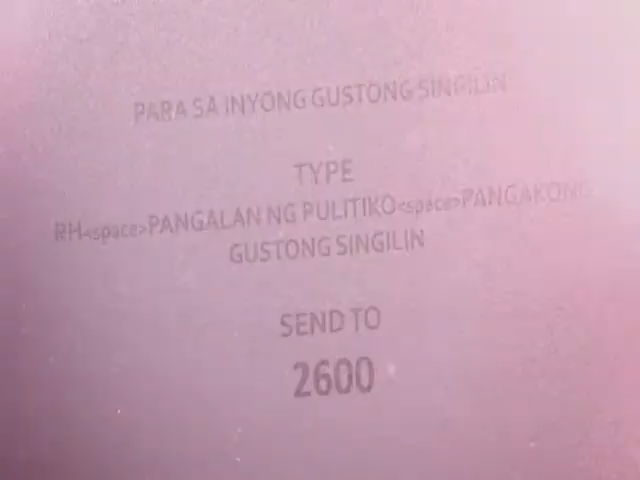 PARA SA INYONG GUSTONG SINGILIN
TYPE
RH<space>PANGALAN NG PULITIKO<space>PANGAKONG
GUSTONG SINGILIN
SEND TO
2600